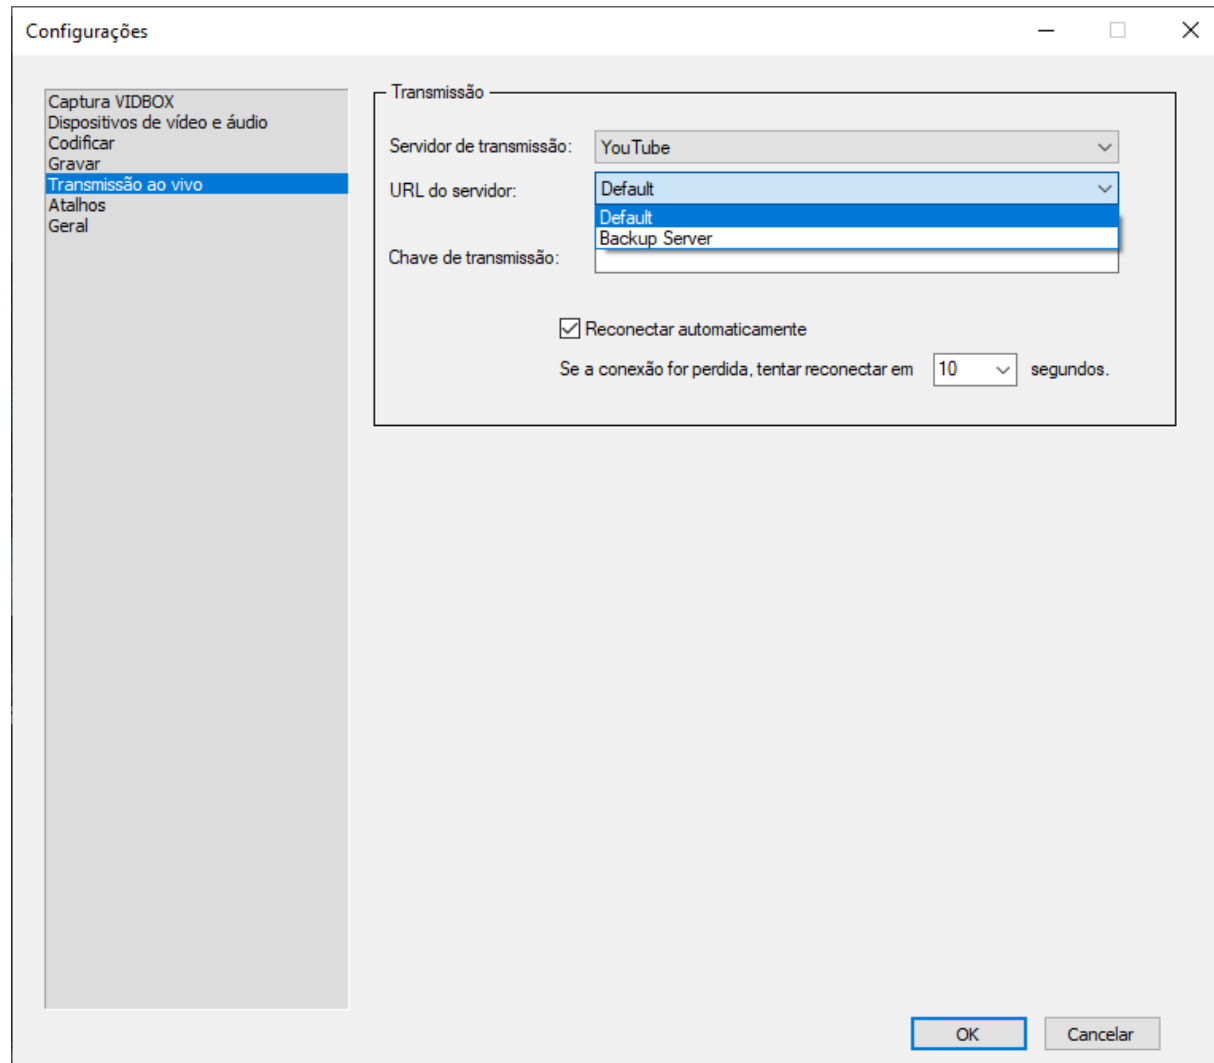 Configurações
Captura VIDBOX
Dispositivos de vídeo e áudio
Codificar
Gravar
Transmissão ao vivo
Atalhos
Geral
Transmissão
Servidor de transmissão: YouTube
URL do servidor: Default
Default
Backup Server
Chave de transmissão:
Reconectar automaticamente
Se a conexão for perdida, tentar reconectar em 10 segundos.
OK Cancelar